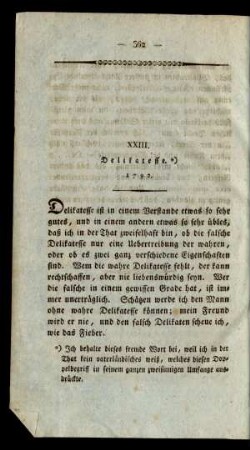 — 362 —
XXIII.
Delikatesse. *)
Delikatesse ist in einem Verstande etwas so sehr
gutes, und in einem andern etwas so sehr übles,
daß ich in der That zweifelhaft bin, ob die falsche
Delikatesse nur eine Uebertreibung der wahren,
oder ob es zwei ganz verschiedene Eigenschaften
sind. Wem die wahre Delikatesse fehlt, der kann
rechtschaffen, aber nie liebenswürdig seyn. Wer
die falsche in einem gewissen Grade hat, ist im-
mer unerträglich. Schätzen werde ich den Mann
ohne wahre Delikatesse können; mein Freund
wird er nie, und den falsch Delikaten scheue ich,
wie das Fieber.
*) Ich behalte dieses fremde Wort bei, weil ich in der
That kein vaterländisches weiß, welches diesen Dop-
pelbegriff in seinem ganzen zweisinnigen Umfange aus-
drückte.